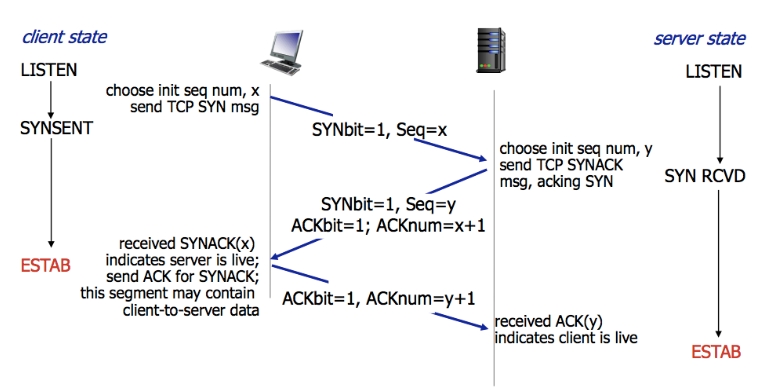 client state
server state
LISTEN
LISTEN
choose init seq num, x
send TCP SYN msg
SYNSENT
SYNbit=1, Seq=x
choose init seq num, y
send TCP SYNACK
msg, acking SYN
SYN RCVD
SYNbit=1, Seq=y
ACKbit=1; ACKnum=x+1
received SYNACK(x)
indicates server is live;
send ACK for SYNACK;
this segment may contain
client-to-server data
ESTAB
ACKbit=1, ACKnum=y+1
received ACK(y)
indicates client is live
ESTAB